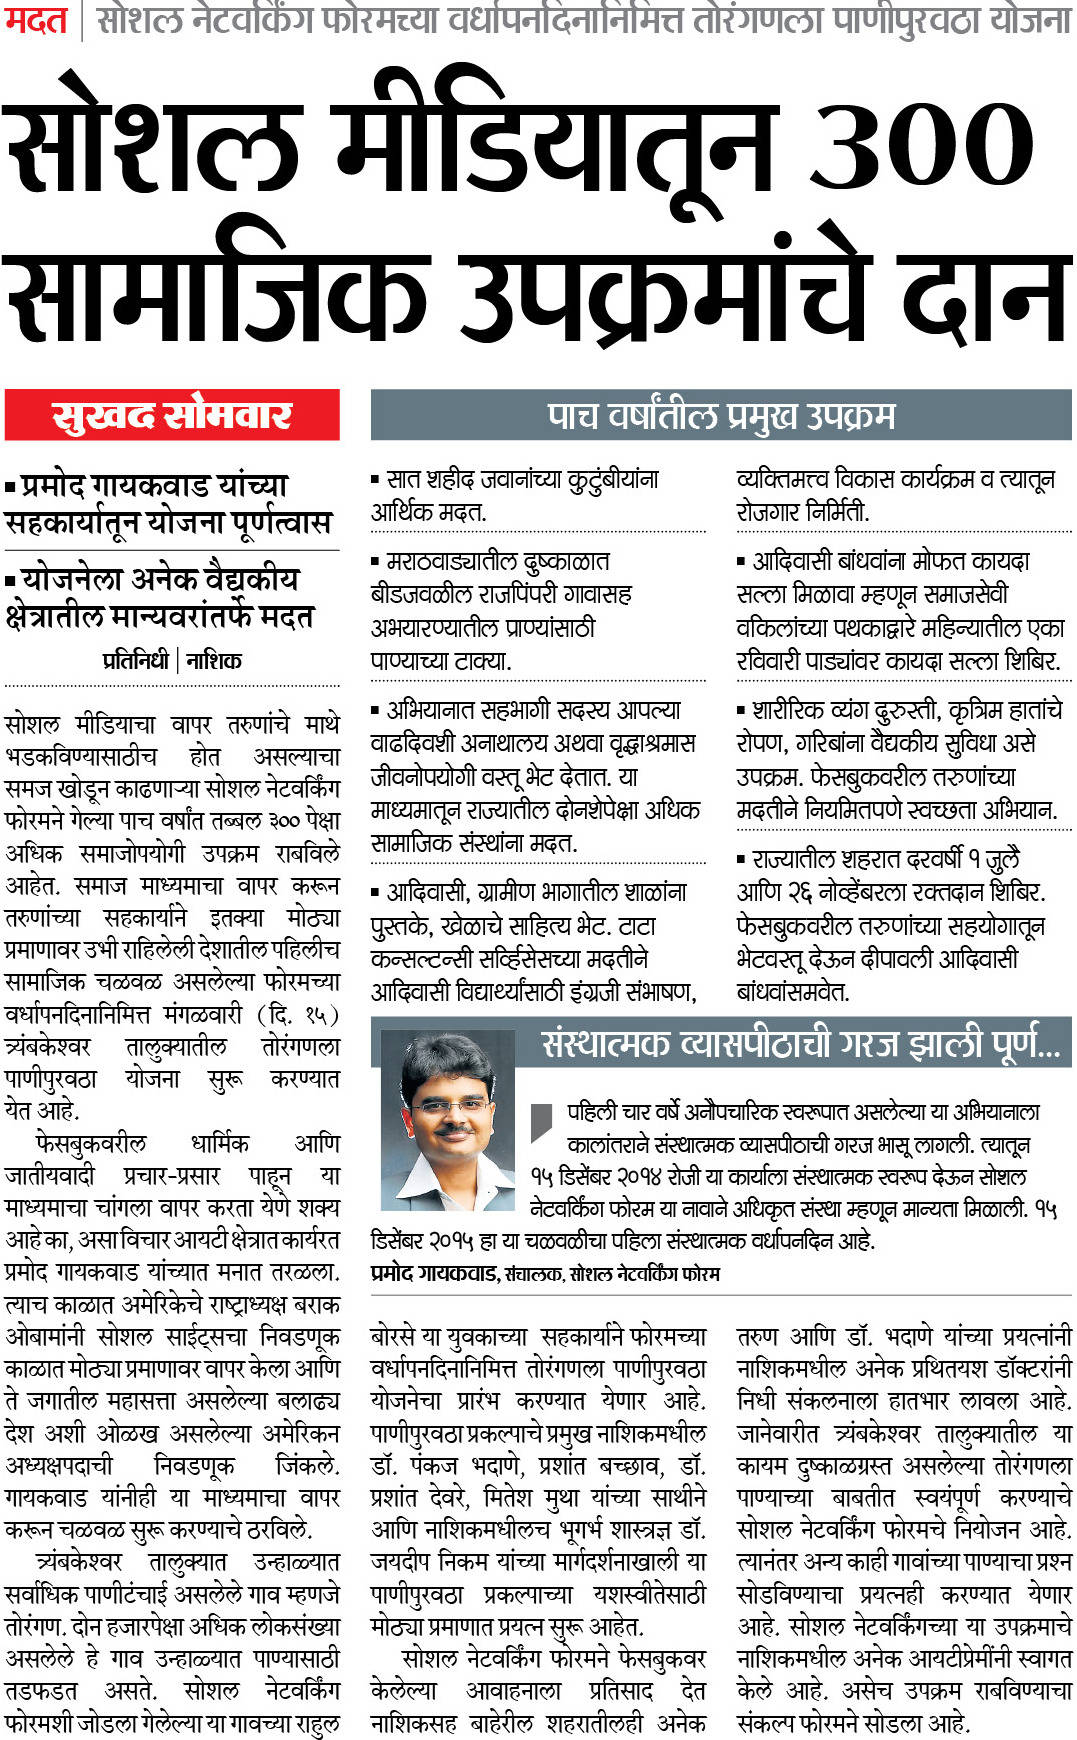 मदत | सोशल नेटवर्किंग फोरमच्या वर्धापनदिनानिमित्त तोरंगणला पाणीपुरवठा योजना
सोशल मीडियातून 300
सामाजिक उपक्रमांचे दान
सुखद सोमवार
▪ प्रमोद गायकवाड यांच्या
सहकार्यातून योजना पूर्णत्वास
▪ योजनेला अनेक वैद्यकीय
क्षेत्रातील मान्यवरांतर्फे मदत
प्रतिनिधी | नाशिक
सोशल मीडियाचा वापर तरुणांचे माथे
भडकविण्यासाठीच होत असल्याचा
समज खोडून काढणाऱ्या सोशल नेटवर्किंग
फोरमने गेल्या पाच वर्षांत तब्बल ३०० पेक्षा
अधिक समाजोपयोगी उपक्रम राबविले
आहेत. समाज माध्यमाचा वापर करून
तरुणांच्या सहकार्याने इतक्या मोठ्या
प्रमाणावर उभी राहिलेली देशातील पहिलीच
सामाजिक चळवळ असलेल्या फोरमच्या
वर्धापनदिनानिमित्त मंगळवारी (दि. १५)
त्र्यंबकेश्वर तालुक्यातील तोरंगणला
पाणीपुरवठा योजना सुरू करण्यात
येत आहे.
फेसबुकवरील धार्मिक आणि
जातीयवादी प्रचार-प्रसार पाहून या
माध्यमाचा चांगला वापर करता येणे शक्य
आहे का, असा विचार आयटी क्षेत्रात कार्यरत
प्रमोद गायकवाड यांच्यात मनात तरळला.
त्याच काळात अमेरिकेचे राष्ट्राध्यक्ष बराक
ओबामांनी सोशल साईट्सचा निवडणूक
काळात मोठ्या प्रमाणावर वापर केला आणि
ते जगातील महासत्ता असलेल्या बलाढ्य
देश अशी ओळख असलेल्या अमेरिकन
अध्यक्षपदाची निवडणूक जिंकले.
गायकवाड यांनीही या माध्यमाचा वापर
करून चळवळ सुरू करण्याचे ठरविले.
त्र्यंबकेश्वर तालुक्यात उन्हाळ्यात
सर्वाधिक पाणीटंचाई असलेले गाव म्हणजे
तोरंगण. दोन हजारपेक्षा अधिक लोकसंख्या
असलेले हे गाव उन्हाळ्यात पाण्यासाठी
तडफडत असते. सोशल नेटवर्किंग
फोरमशी जोडला गेलेल्या या गावच्या राहुल
पाच वर्षांतील प्रमुख उपक्रम
▪ सात शहीद जवानांच्या कुटुंबीयांना
आर्थिक मदत.
▪ मराठवाड्यातील दुष्काळात
बीडजवळील राजपिंपरी गावासह
अभयारण्यातील प्राण्यांसाठी
पाण्याच्या टाक्या.
▪ अभियानात सहभागी सदस्य आपल्या
वाढदिवशी अनाथालय अथवा वृद्धाश्रमास
जीवनोपयोगी वस्तू भेट देतात. या
माध्यमातून राज्यातील दोनशेपेक्षा अधिक
सामाजिक संस्थांना मदत.
▪ आदिवासी, ग्रामीण भागातील शाळांना
पुस्तके, खेळाचे साहित्य भेट. टाटा
कन्सल्टन्सी सर्व्हिसेसच्या मदतीने
आदिवासी विद्यार्थ्यांसाठी इंग्रजी संभाषण,
व्यक्तिमत्त्व विकास कार्यक्रम व त्यातून
रोजगार निर्मिती.
▪ आदिवासी बांधवांना मोफत कायदा
सल्ला मिळावा म्हणून समाजसेवी
वकिलांच्या पथकाद्वारे महिन्यातील एका
रविवारी पाड्यांवर कायदा सल्ला शिबिर.
▪ शारीरिक व्यंग दुरुस्ती, कृत्रिम हातांचे
रोपण, गरिबांना वैद्यकीय सुविधा असे
उपक्रम. फेसबुकवरील तरुणांच्या
मदतीने नियमितपणे स्वच्छता अभियान.
▪ राज्यातील शहरात दरवर्षी १ जुलै
आणि २६ नोव्हेंबरला रक्तदान शिबिर.
फेसबुकवरील तरुणांच्या सहयोगातून
भेटवस्तू देऊन दीपावली आदिवासी
बांधवांसमवेत.
संस्थात्मक व्यासपीठाची गरज झाली पूर्ण...
पहिली चार वर्षे अनौपचारिक स्वरूपात असलेल्या या अभियानाला
कालांतराने संस्थात्मक व्यासपीठाची गरज भासू लागली. त्यातून
१५ डिसेंबर २०१४ रोजी या कार्याला संस्थात्मक स्वरूप देऊन सोशल
नेटवर्किंग फोरम या नावाने अधिकृत संस्था म्हणून मान्यता मिळाली. १५
डिसेंबर २०१५ हा या चळवळीचा पहिला संस्थात्मक वर्धापनदिन आहे.
प्रमोद गायकवाड, संचालक, सोशल नेटवर्किंग फोरम
बोरसे या युवकाच्या सहकार्याने फोरमच्या
वर्धापनदिनानिमित्त तोरंगणला पाणीपुरवठा
योजनेचा प्रारंभ करण्यात येणार आहे.
पाणीपुरवठा प्रकल्पाचे प्रमुख नाशिकमधील
डॉ. पंकज भदाणे, प्रशांत बच्छाव, डॉ.
प्रशांत देवरे, मितेश मुथा यांच्या साथीने
आणि नाशिकमधीलच भूगर्भ शास्त्रज्ञ डॉ.
जयदीप निकम यांच्या मार्गदर्शनाखाली या
पाणीपुरवठा प्रकल्पाच्या यशस्वीतेसाठी
मोठ्या प्रमाणात प्रयत्न सुरू आहेत.
सोशल नेटवर्किंग फोरमने फेसबुकवर
केलेल्या आवाहनाला प्रतिसाद देत
नाशिकसह बाहेरील शहरातीलही अनेक
तरुण आणि डॉ. भदाणे यांच्या प्रयत्नांनी
नाशिकमधील अनेक प्रथितयश डॉक्टरांनी
निधी संकलनाला हातभार लावला आहे.
जानेवारीत त्र्यंबकेश्वर तालुक्यातील या
कायम दुष्काळग्रस्त असलेल्या तोरंगणला
पाण्याच्या बाबतीत स्वयंपूर्ण करण्याचे
सोशल नेटवर्किंग फोरमचे नियोजन आहे.
त्यानंतर अन्य काही गावांच्या पाण्याचा प्रश्न
सोडविण्याचा प्रयत्नही करण्यात येणार
आहे. सोशल नेटवर्किंगच्या या उपक्रमाचे
नाशिकमधील अनेक आयटीप्रेमींनी स्वागत
केले आहे. असेच उपक्रम राबविण्याचा
संकल्प फोरमने सोडला आहे.